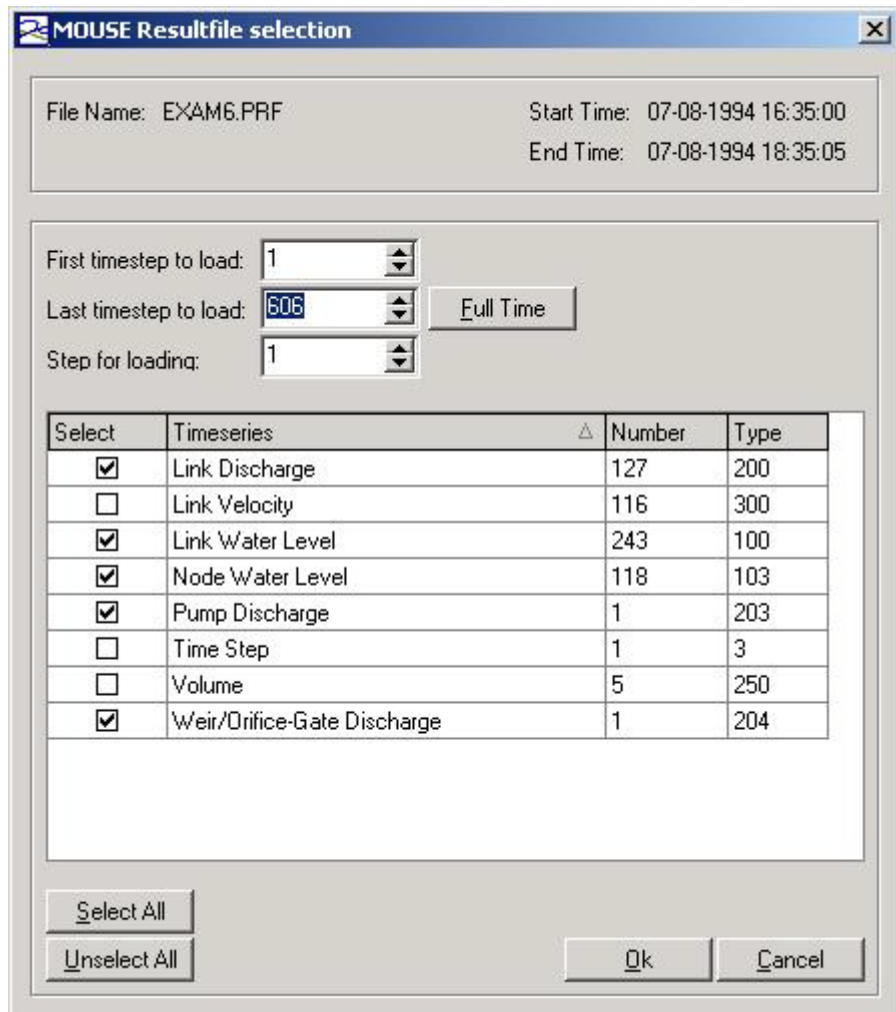 MOUSE Resultfile selection
File Name: EXAM6.PRF Start Time: 07-08-1994 16:35:00
End Time: 07-08-1994 18:35:05
First timestep to load: 1
Last timestep to load: 606 Full Time
Step for loading: 1
Select Timeseries Number Type
Link Discharge 127 200
Link Velocity 116 300
Link Water Level 243 100
Node Water Level 118 103
Pump Discharge 1 203
Time Step 1 3
Volume 5 250
Weir/Orifice-Gate Discharge 1 204
Select All
Unselect All Ok Cancel